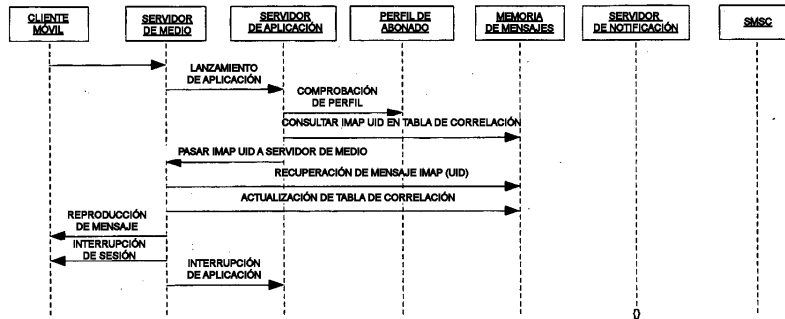 CLIENTE
MÓVIL
SERVIDOR
DE MEDIO
SERVIDOR
DE APLICACIÓN
PERFIL DE
ABONADO
MEMORIA
DE MENSAJES
SERVIDOR
DE NOTIFICACIÓN
SMSC
LANZAMIENTO
DE APLICACIÓN
COMPROBACIÓN
DE PERFIL
CONSULTAR IMAP UID EN TABLA DE CORRELACIÓN
PASAR IMAP UID A SERVIDOR DE MEDIO
RECUPERACIÓN DE MENSAJE IMAP (UID)
ACTUALIZACIÓN DE TABLA DE CORRELACIÓN
REPRODUCCIÓN
DE MENSAJE
INTERRUPCIÓN
DE SESIÓN
INTERRUPCIÓN
DE APLICACIÓN
{}